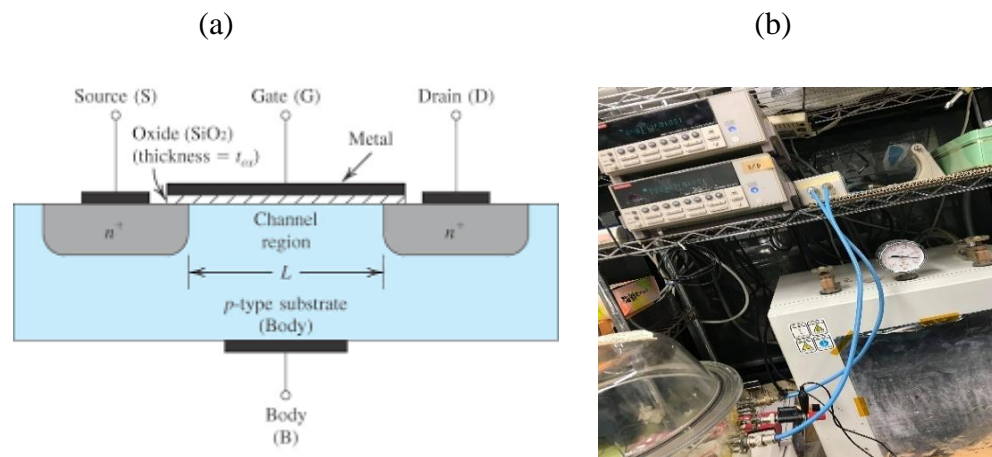 (a)
(b)
Source (S)
Gate (G)
Drain (D)
Oxide (SiO₂)
(thickness = tₒₓ)
Metal
n⁺
Channel
region
n⁺
L
p-type substrate
(Body)
Body
(B)